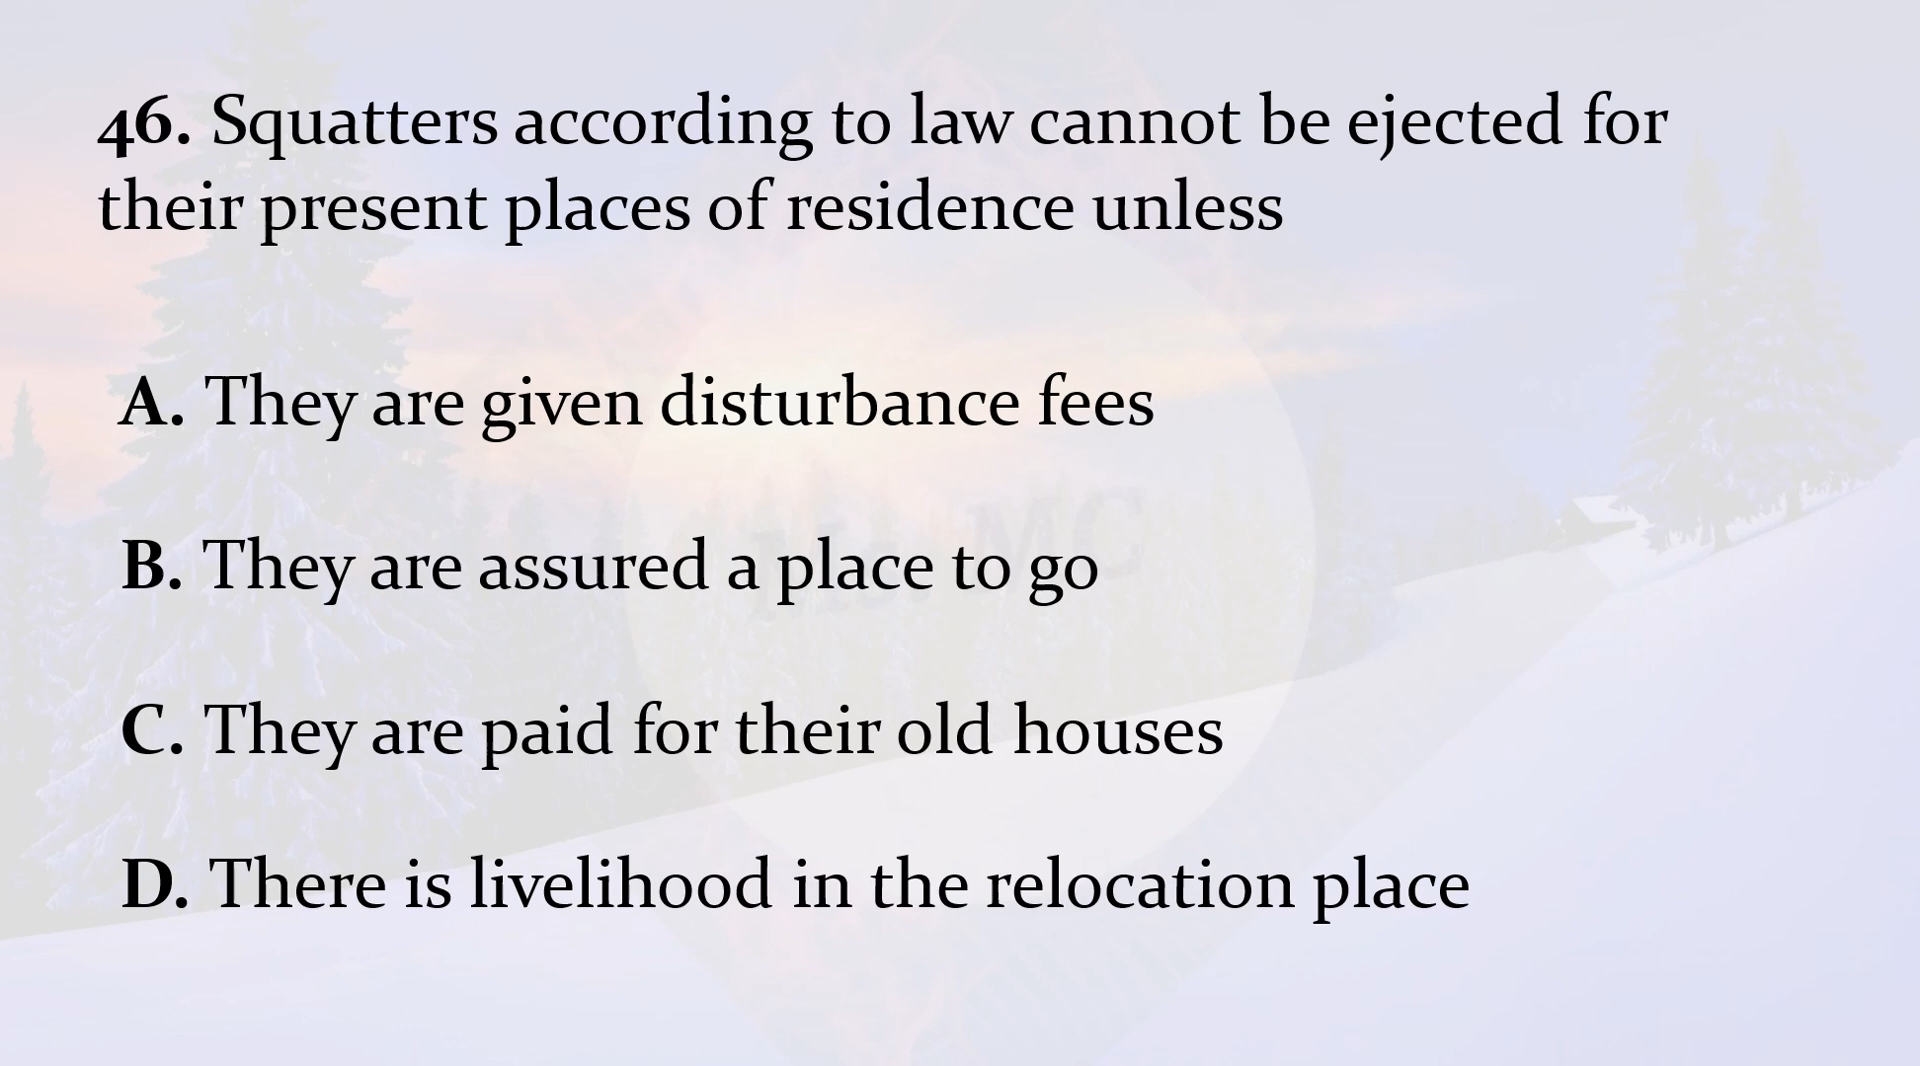 46. Squatters according to law cannot be ejected for
their present places of residence unless
A. They are given disturbance fees
B. They are assured a place to go
C. They are paid for their old houses
D. There is livelihood in the relocation place